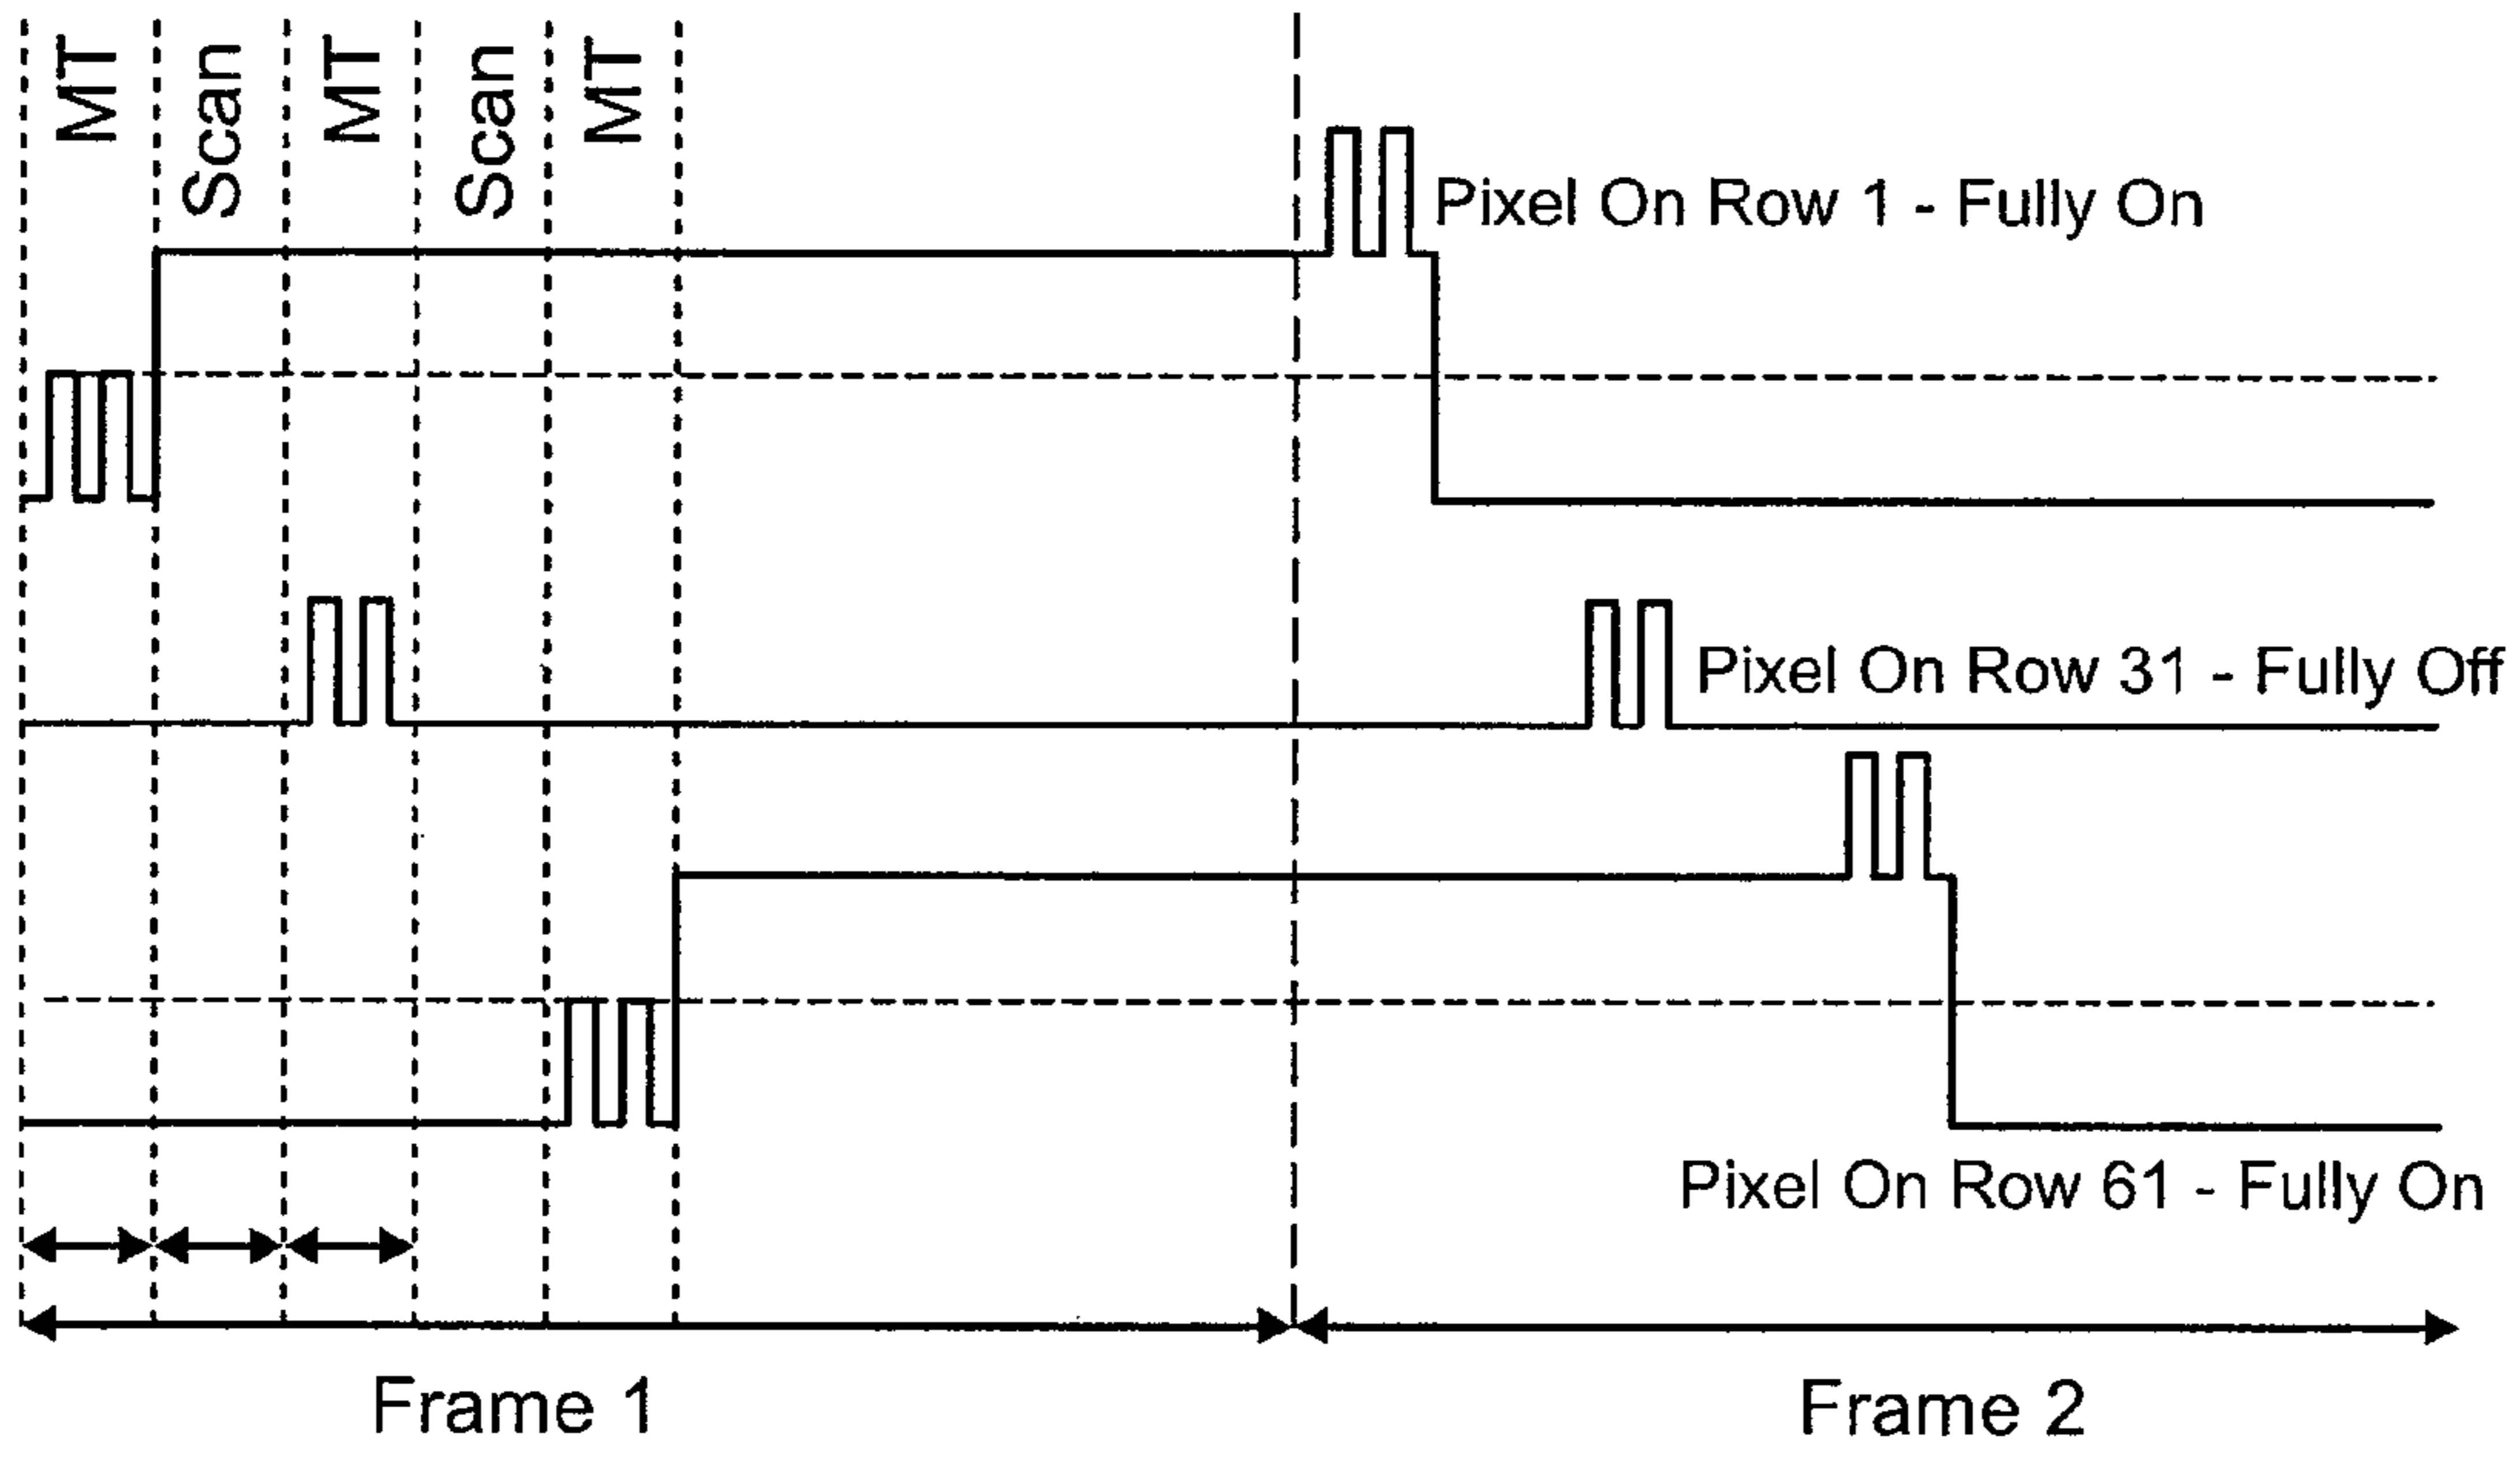 MT
Scan
MT
Scan
MT
Pixel On Row 1 - Fully On
Pixel On Row 31 - Fully Off
Pixel On Row 61 - Fully On
Frame 1
Frame 2